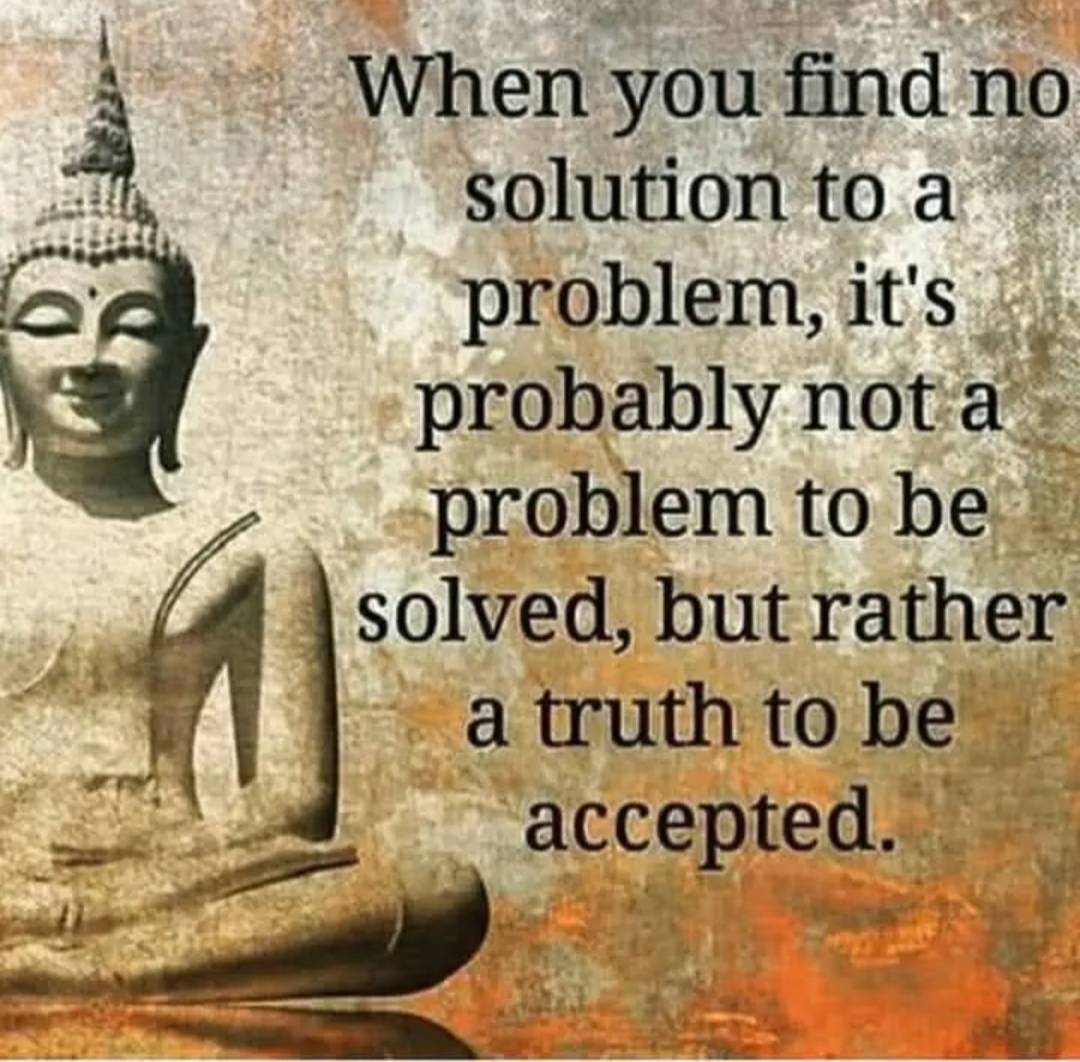 When you find no
solution to a
problem, it's
probably not a
problem to be
solved, but rather
a truth to be
accepted.